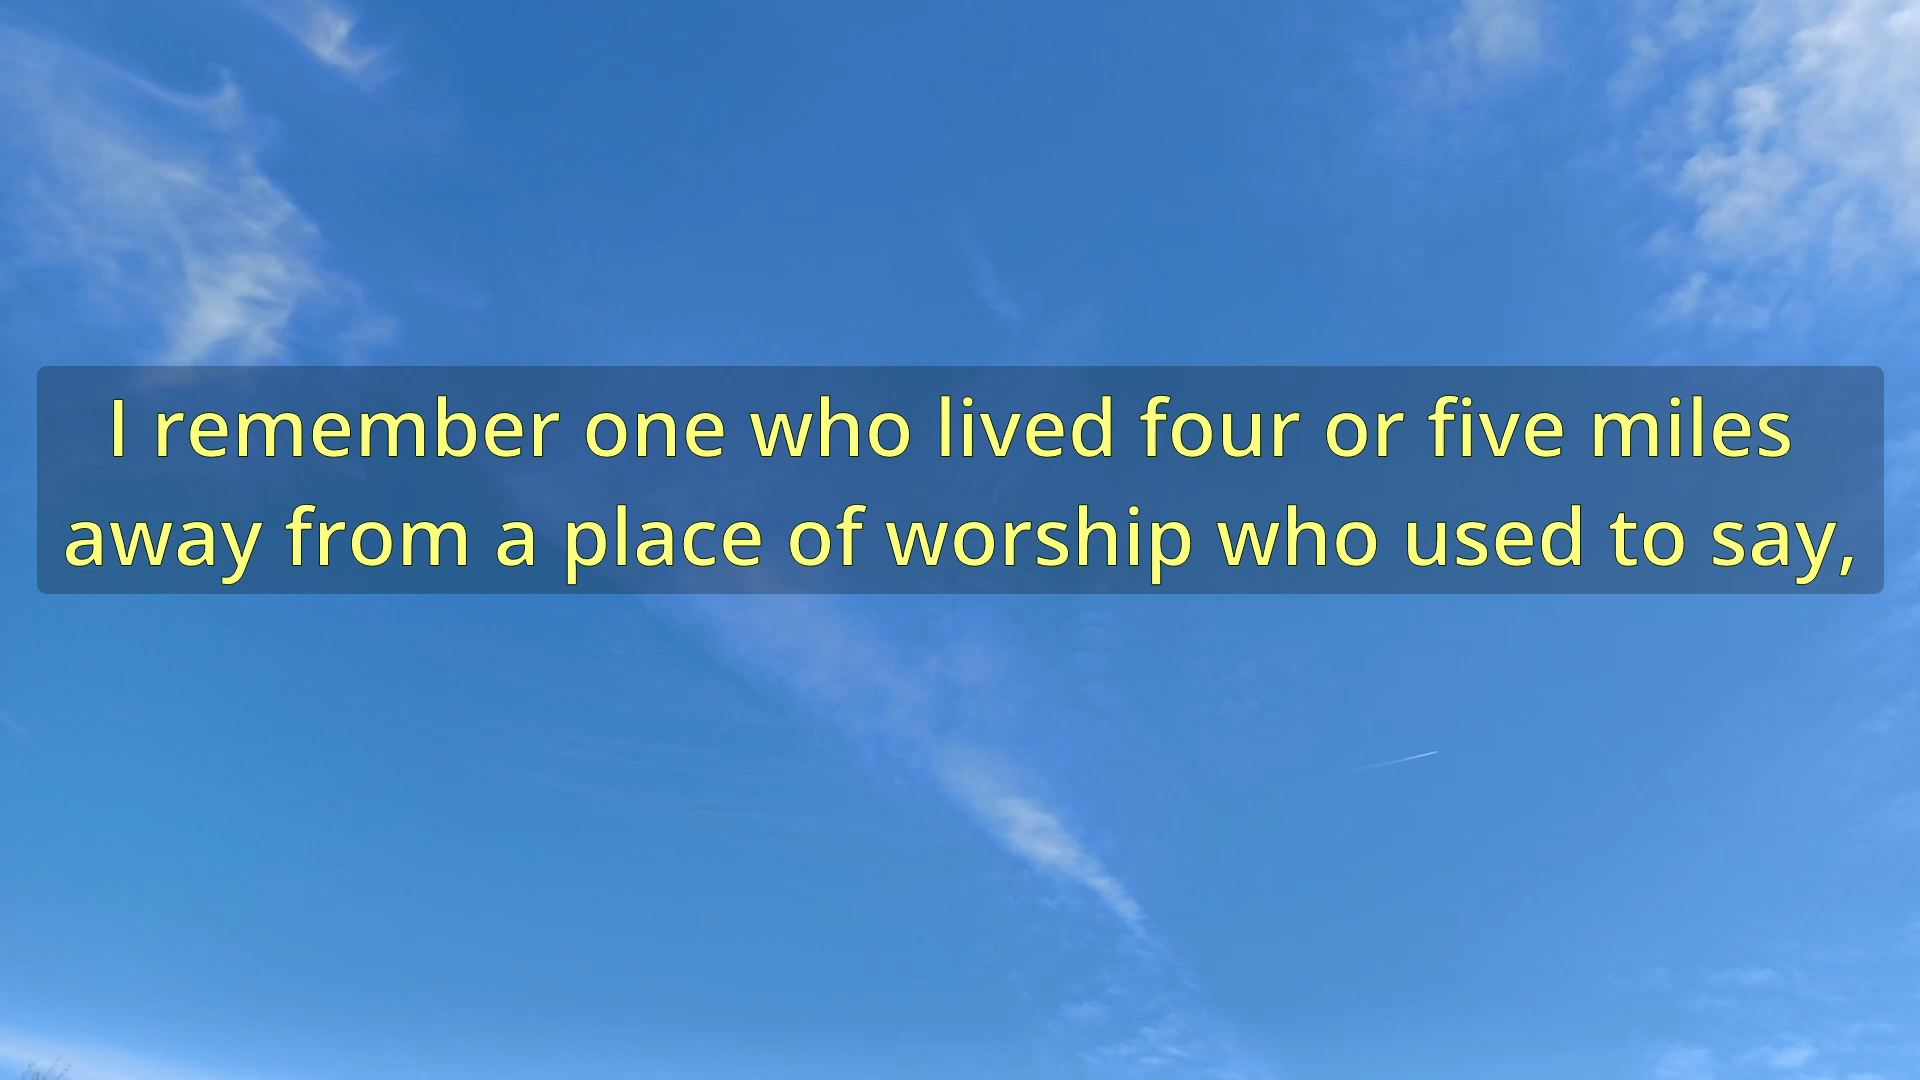 I remember one who lived four or five miles
away from a place of worship who used to say,